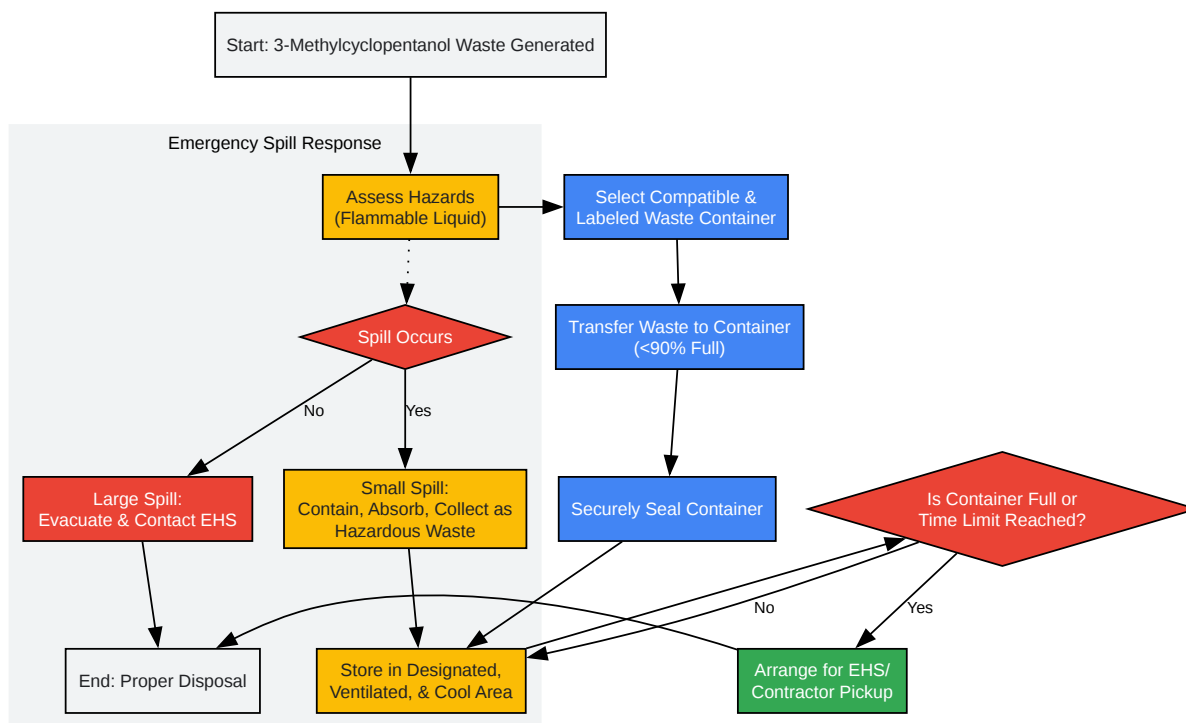 Start: 3-Methylcyclopentanol Waste Generated
Emergency Spill Response
Assess Hazards
(Flammable Liquid)
Select Compatible &
Labeled Waste Container
Transfer Waste to Container
(<90% Full)
Spill Occurs
No
Yes
Large Spill:
Evacuate & Contact EHS
Small Spill:
Contain, Absorb, Collect as
Hazardous Waste
Securely Seal Container
Is Container Full or
Time Limit Reached?
No
Yes
End: Proper Disposal
Store in Designated,
Ventilated, & Cool Area
Arrange for EHS/
Contractor Pickup